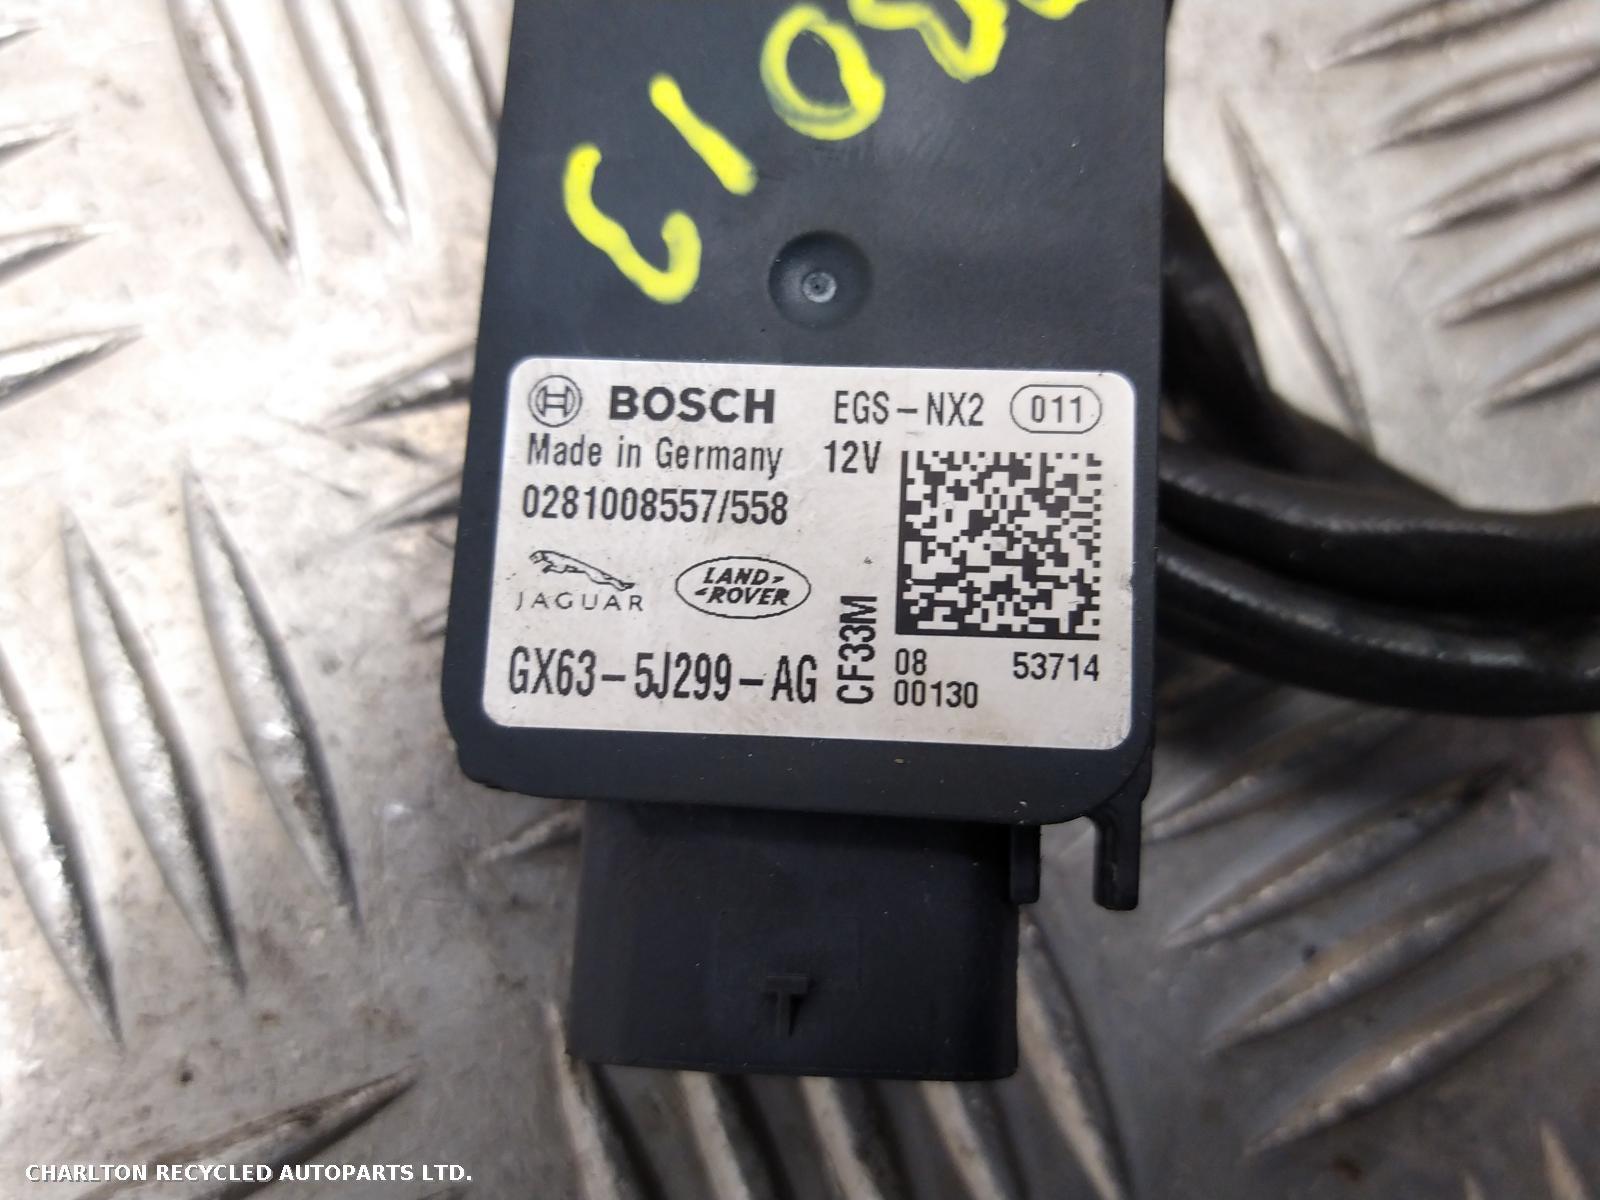 3013
BOSCH EGS-NX2 011
Made in Germany 12V
0281008557/558
JAGUAR LAND-ROVER
GX63-5J299-AG
CF33M
08 53714
00130
CHARLTON RECYCLED AUTOPARTS LTD.